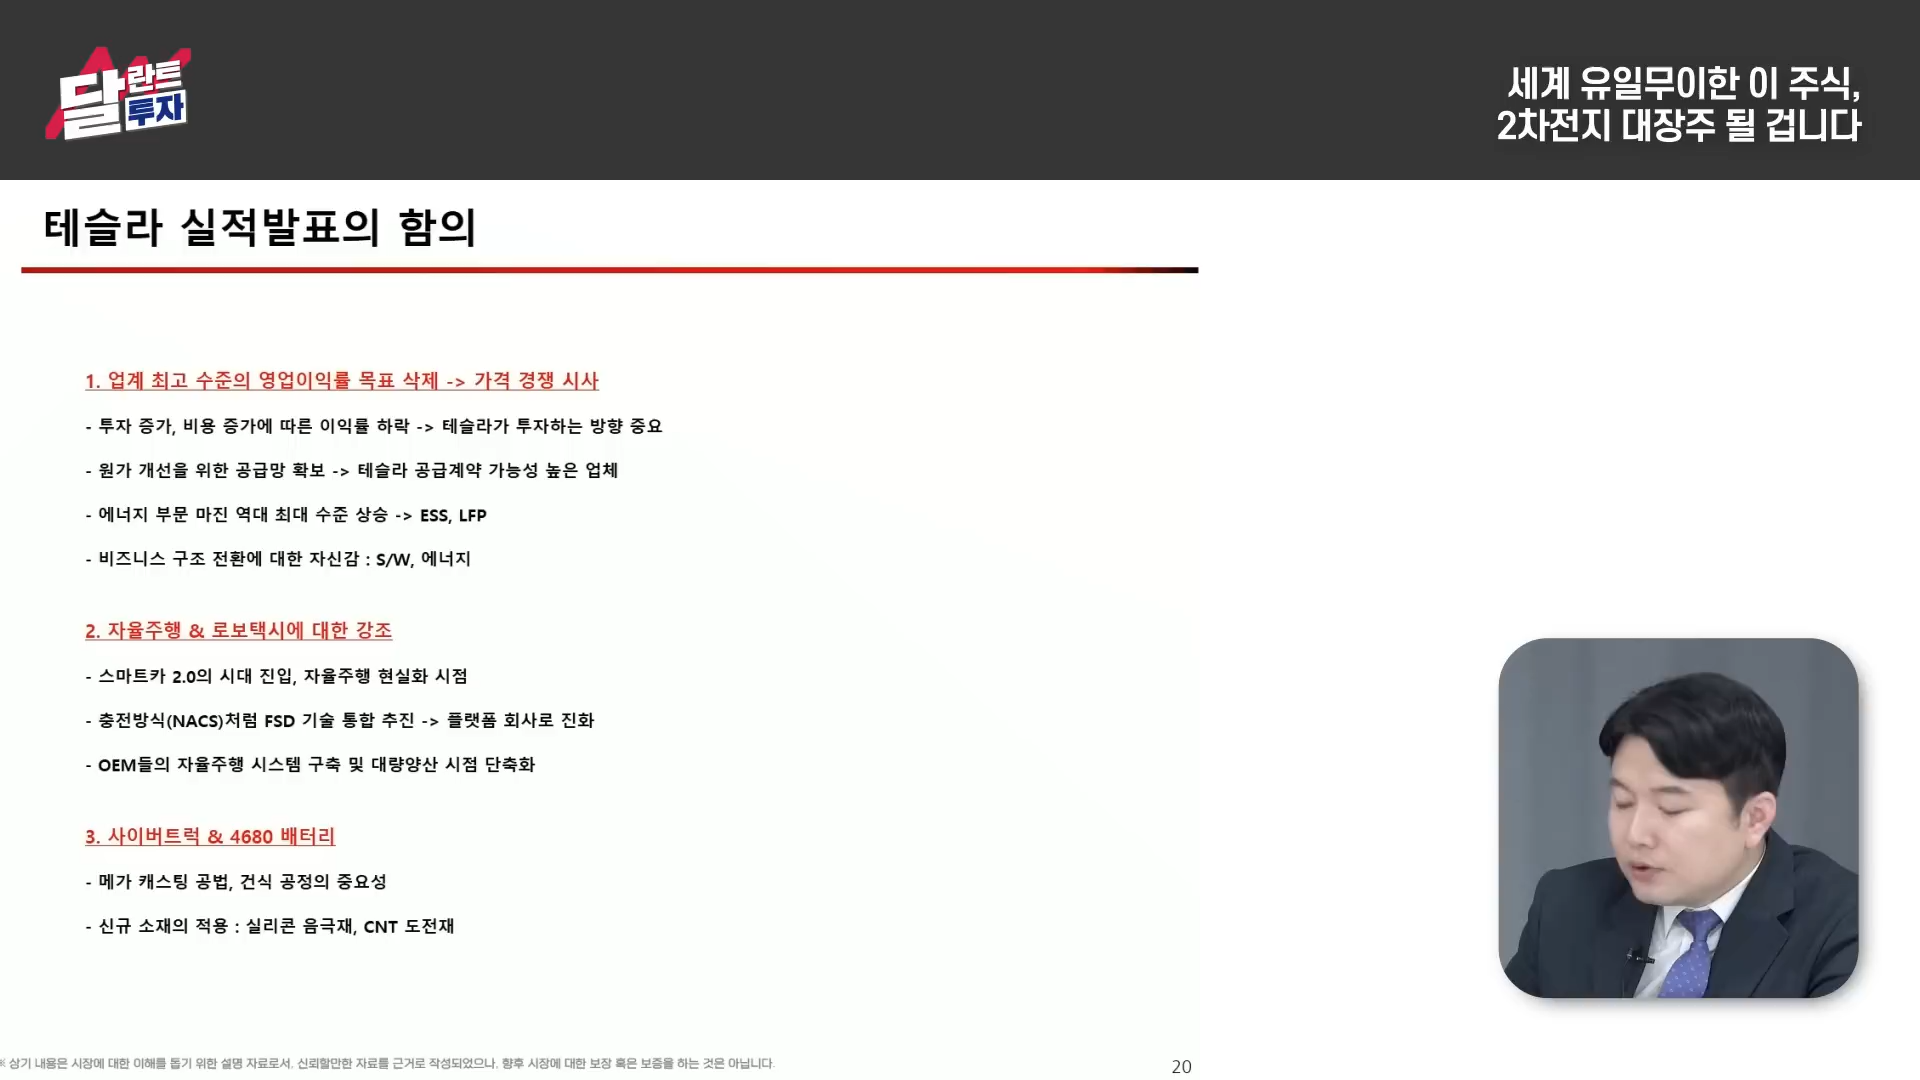 달란트
투자
세계 유일무이한 이 주식,
2차전지 대장주 될 겁니다
테슬라 실적발표의 함의
1. 업계 최고 수준의 영업이익률 목표 삭제 -> 가격 경쟁 시사
- 투자 증가, 비용 증가에 따른 이익률 하락 -> 테슬라가 투자하는 방향 중요
- 원가 개선을 위한 공급망 확보 -> 테슬라 공급계약 가능성 높은 업체
- 에너지 부문 마진 역대 최대 수준 상승 -> ESS, LFP
- 비즈니스 구조 전환에 대한 자신감 : S/W, 에너지
2. 자율주행 & 로보택시에 대한 강조
- 스마트카 2.0의 시대 진입, 자율주행 현실화 시점
- 충전방식(NACS)처럼 FSD 기술 통합 추진 -> 플랫폼 회사로 진화
- OEM들의 자율주행 시스템 구축 및 대량양산 시점 단축화
3. 사이버트럭 & 4680 배터리
- 메가 캐스팅 공법, 건식 공정의 중요성
- 신규 소재의 적용 : 실리콘 음극재, CNT 도전재
※ 상기 내용은 시장에 대한 이해를 돕기 위한 설명 자료로서, 신뢰할만한 자료를 근거로 작성되었으나, 향후 시장에 대한 보장 혹은 보증을 하는 것은 아닙니다.
20